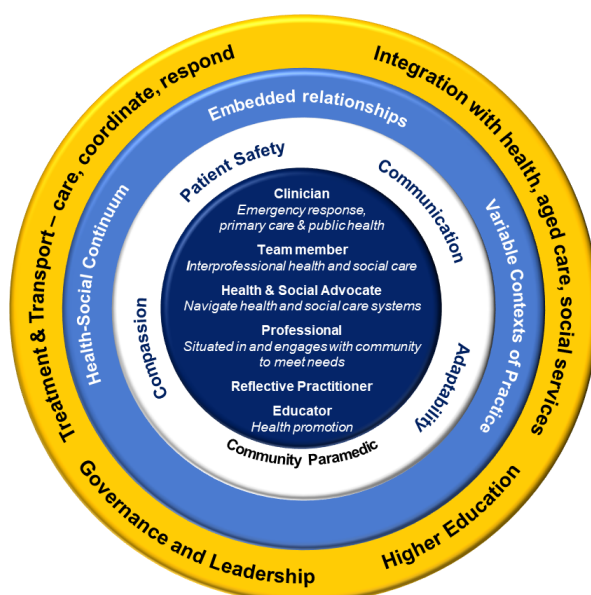 Treatment & Transport – care, coordinate, respond
Integration with health, aged care, social services
Governance and Leadership
Higher Education
Health-Social Continuum
Embedded relationships
Variable Contexts of Practice
Patient Safety
Communication
Compassion
Adaptability
Community Paramedic
Clinician
Emergency response,
primary care & public health
Team member
Interprofessional health and social care
Health & Social Advocate
Navigate health and social care systems
Professional
Situated in and engages with community
to meet needs
Reflective Practitioner
Educator
Health promotion